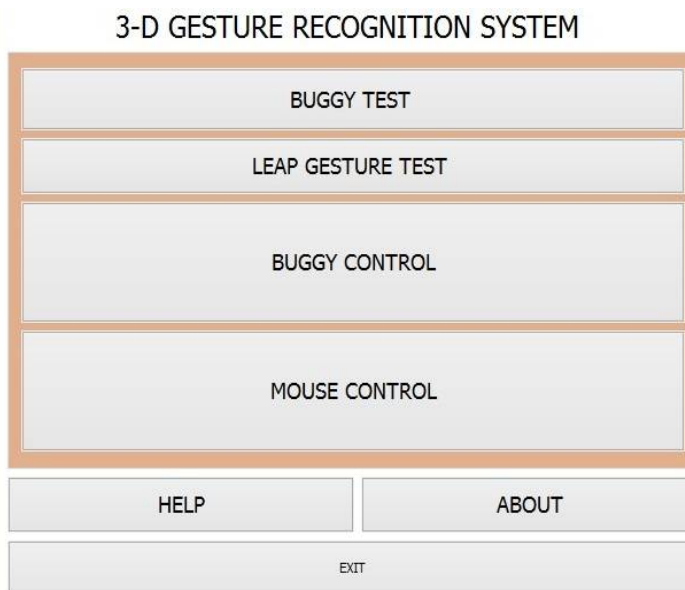 3-D GESTURE RECOGNITION SYSTEM
BUGGY TEST
LEAP GESTURE TEST
BUGGY CONTROL
MOUSE CONTROL
HELP
ABOUT
EXIT